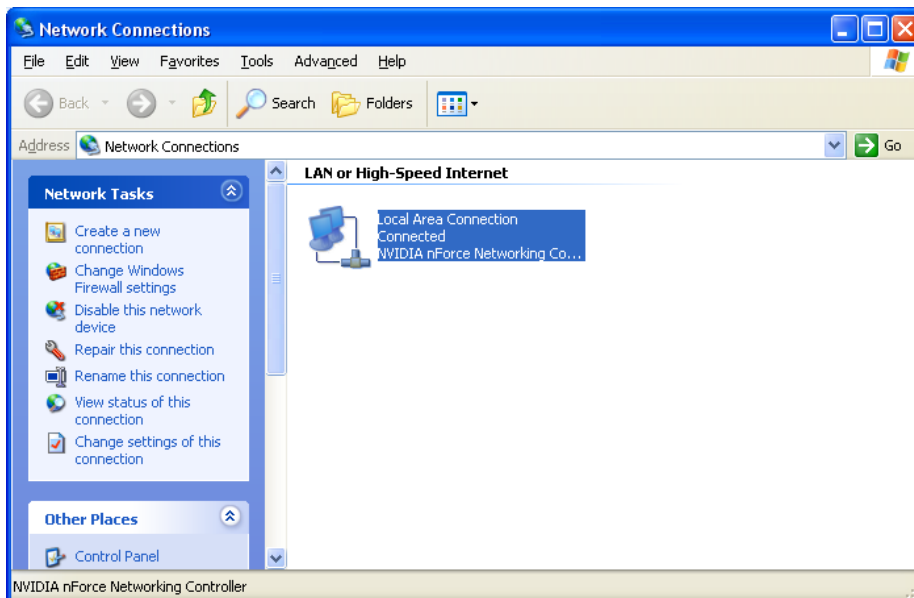 Network Connections
File Edit View Favorites Tools Advanced Help
Back Search Folders
Address Network Connections Go
Network Tasks
Create a new
connection
Change Windows
Firewall settings
Disable this network
device
Repair this connection
Rename this connection
View status of this
connection
Change settings of this
connection
Other Places
Control Panel
LAN or High-Speed Internet
Local Area Connection
Connected
NVIDIA nForce Networking Co...
NVIDIA nForce Networking Controller